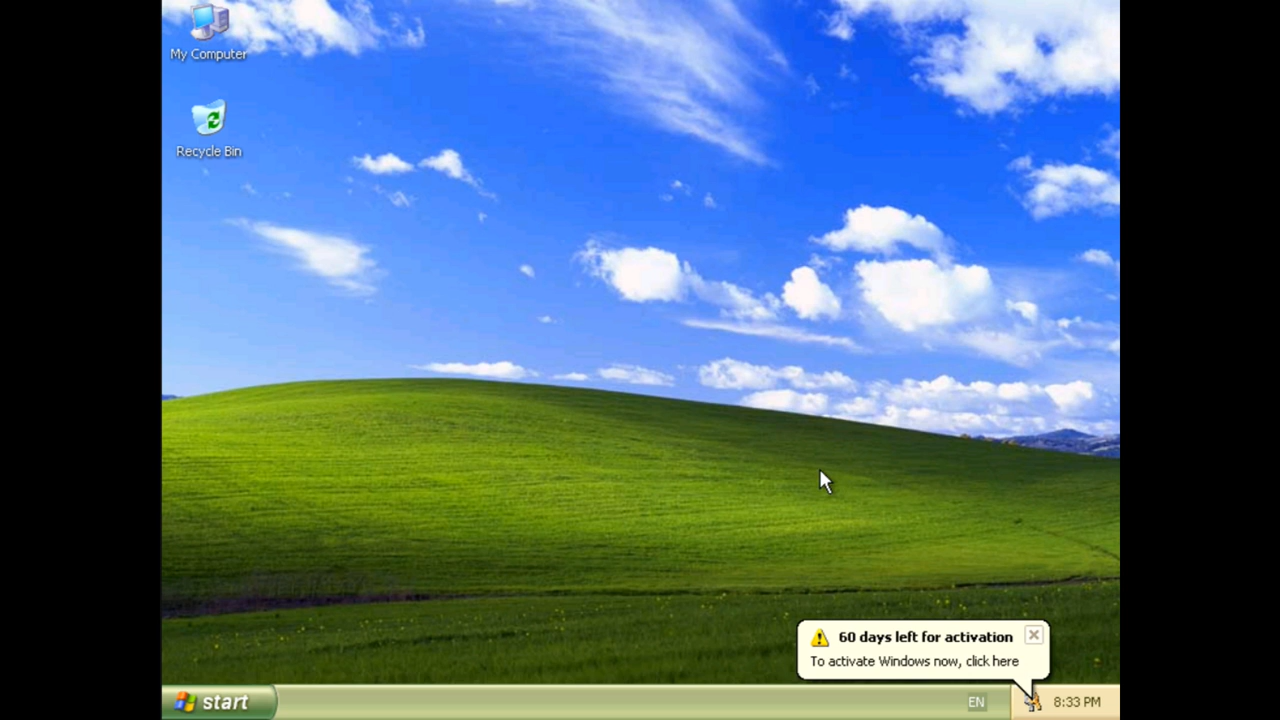 My Computer
Recycle Bin
60 days left for activation
To activate Windows now, click here
start
EN
8:33 PM